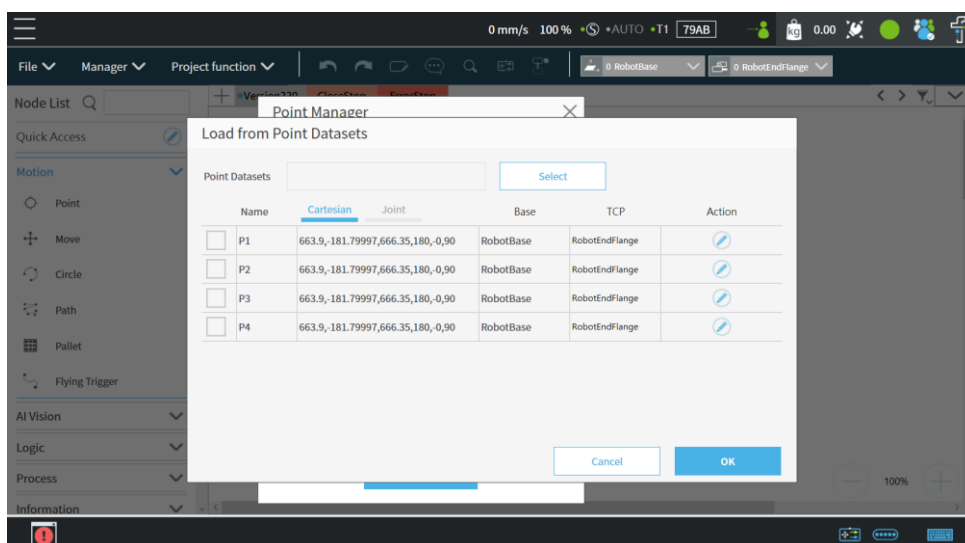 0 mm/s 100 % S AUTO T1 79AB kg 0.00
File Manager Project function 0 RobotBase 0 RobotEndFlange
Node List
Quick Access
Motion
Point
Move
Circle
Path
Pallet
Flying Trigger
AI Vision
Logic
Process
Information
Point Manager
Load from Point Datasets
Point Datasets Select
Name Cartesian Joint Base TCP Action
P1 663.9,-181.79997,666.35,180,-0,90 RobotBase RobotEndFlange
P2 663.9,-181.79997,666.35,180,-0,90 RobotBase RobotEndFlange
P3 663.9,-181.79997,666.35,180,-0,90 RobotBase RobotEndFlange
P4 663.9,-181.79997,666.35,180,-0,90 RobotBase RobotEndFlange
Cancel OK
100%